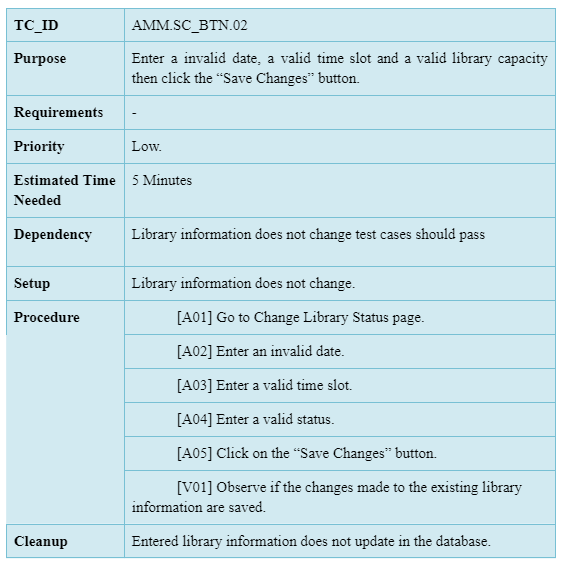 TC_ID AMM.SC_BTN.02
Purpose Enter a invalid date, a valid time slot and a valid library capacity
then click the “Save Changes” button.
Requirements -
Priority Low.
Estimated Time 5 Minutes
Needed
Dependency Library information does not change test cases should pass
Setup Library information does not change.
Procedure [A01] Go to Change Library Status page.
[A02] Enter an invalid date.
[A03] Enter a valid time slot.
[A04] Enter a valid status.
[A05] Click on the “Save Changes” button.
[V01] Observe if the changes made to the existing library
information are saved.
Cleanup Entered library information does not update in the database.